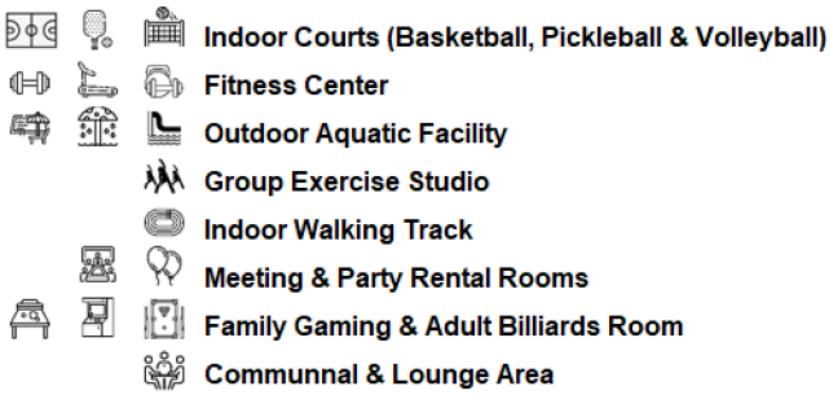 Indoor Courts (Basketball, Pickleball & Volleyball)
Fitness Center
Outdoor Aquatic Facility
Group Exercise Studio
Indoor Walking Track
Meeting & Party Rental Rooms
Family Gaming & Adult Billiards Room
Communnal & Lounge Area